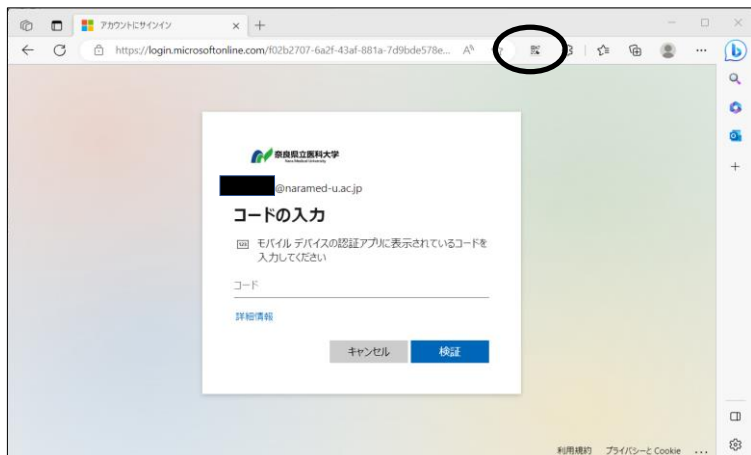 アカウントにサインイン
https://login.microsoftonline.com/f02b2707-6a2f-43af-881a-7d9bde578e...
奈良県立医科大学
Nara Medical University
@naramed-u.ac.jp
コードの入力
モバイル デバイスの認証アプリに表示されているコードを
入力してください
コード
詳細情報
キャンセル 検証
利用規約 プライバシーと Cookie ...